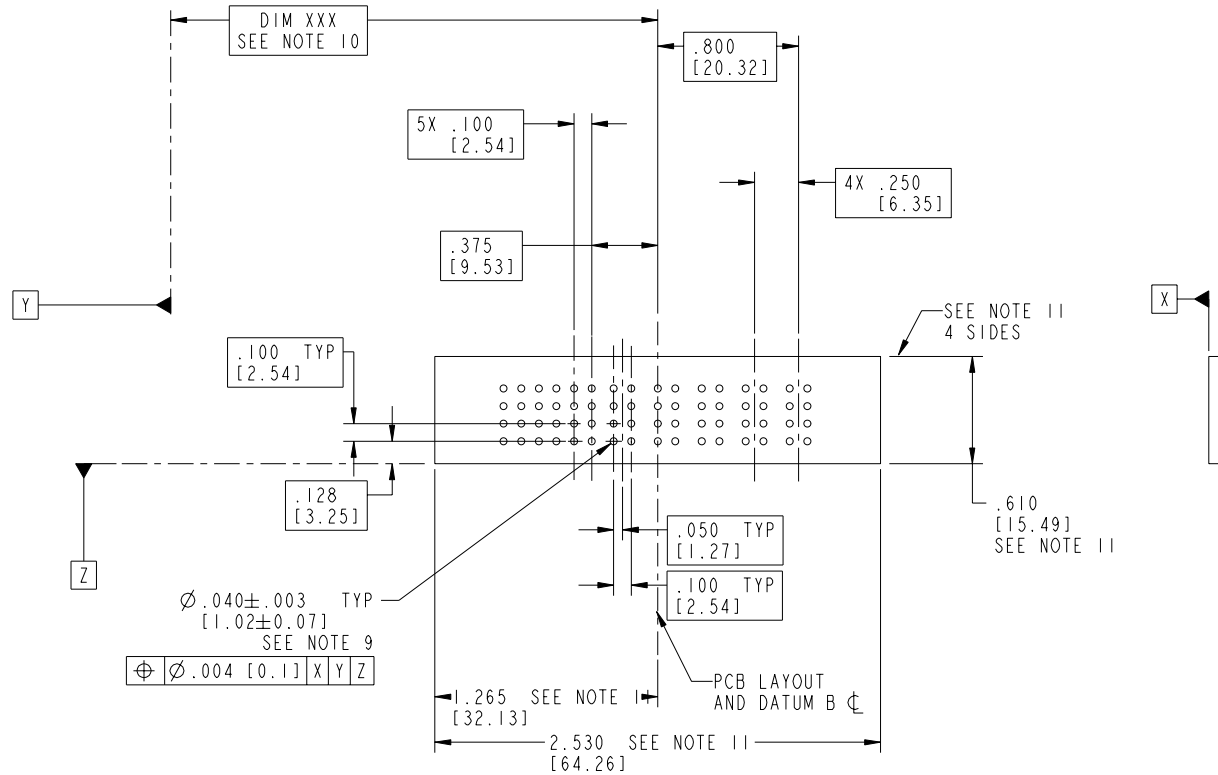 DIM XXX
SEE NOTE 10
.800
[20.32]
5X .100
[2.54]
4X .250
[6.35]
.375
[9.53]
Y
X
SEE NOTE 11
4 SIDES
.100 TYP
[2.54]
.128
[3.25]
.610
[15.49]
SEE NOTE 11
.050 TYP
[1.27]
Z
.100 TYP
[2.54]
Ø.040±.003 TYP
[1.02±0.07]
SEE NOTE 9
⌖ Ø.004 [0.1] X Y Z
PCB LAYOUT
AND DATUM B ℄
1.265 SEE NOTE
[32.13]
2.530 SEE NOTE 11
[64.26]